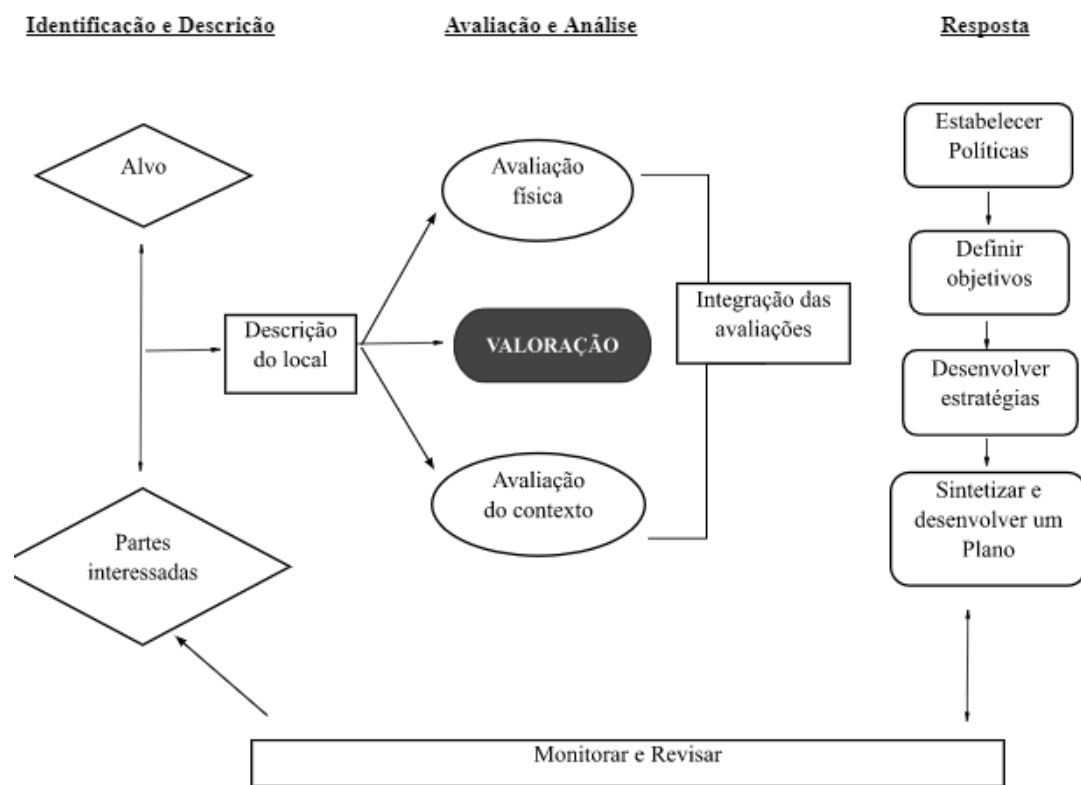 Identificação e Descrição
Avaliação e Análise
Resposta
Alvo
Partes
interessadas
Descrição
do local
Avaliação
física
VALORAÇÃO
Avaliação
do contexto
Integração das
avaliações
Estabelecer
Políticas
Definir
objetivos
Desenvolver
estratégias
Sintetizar e
desenvolver um
Plano
Monitorar e Revisar